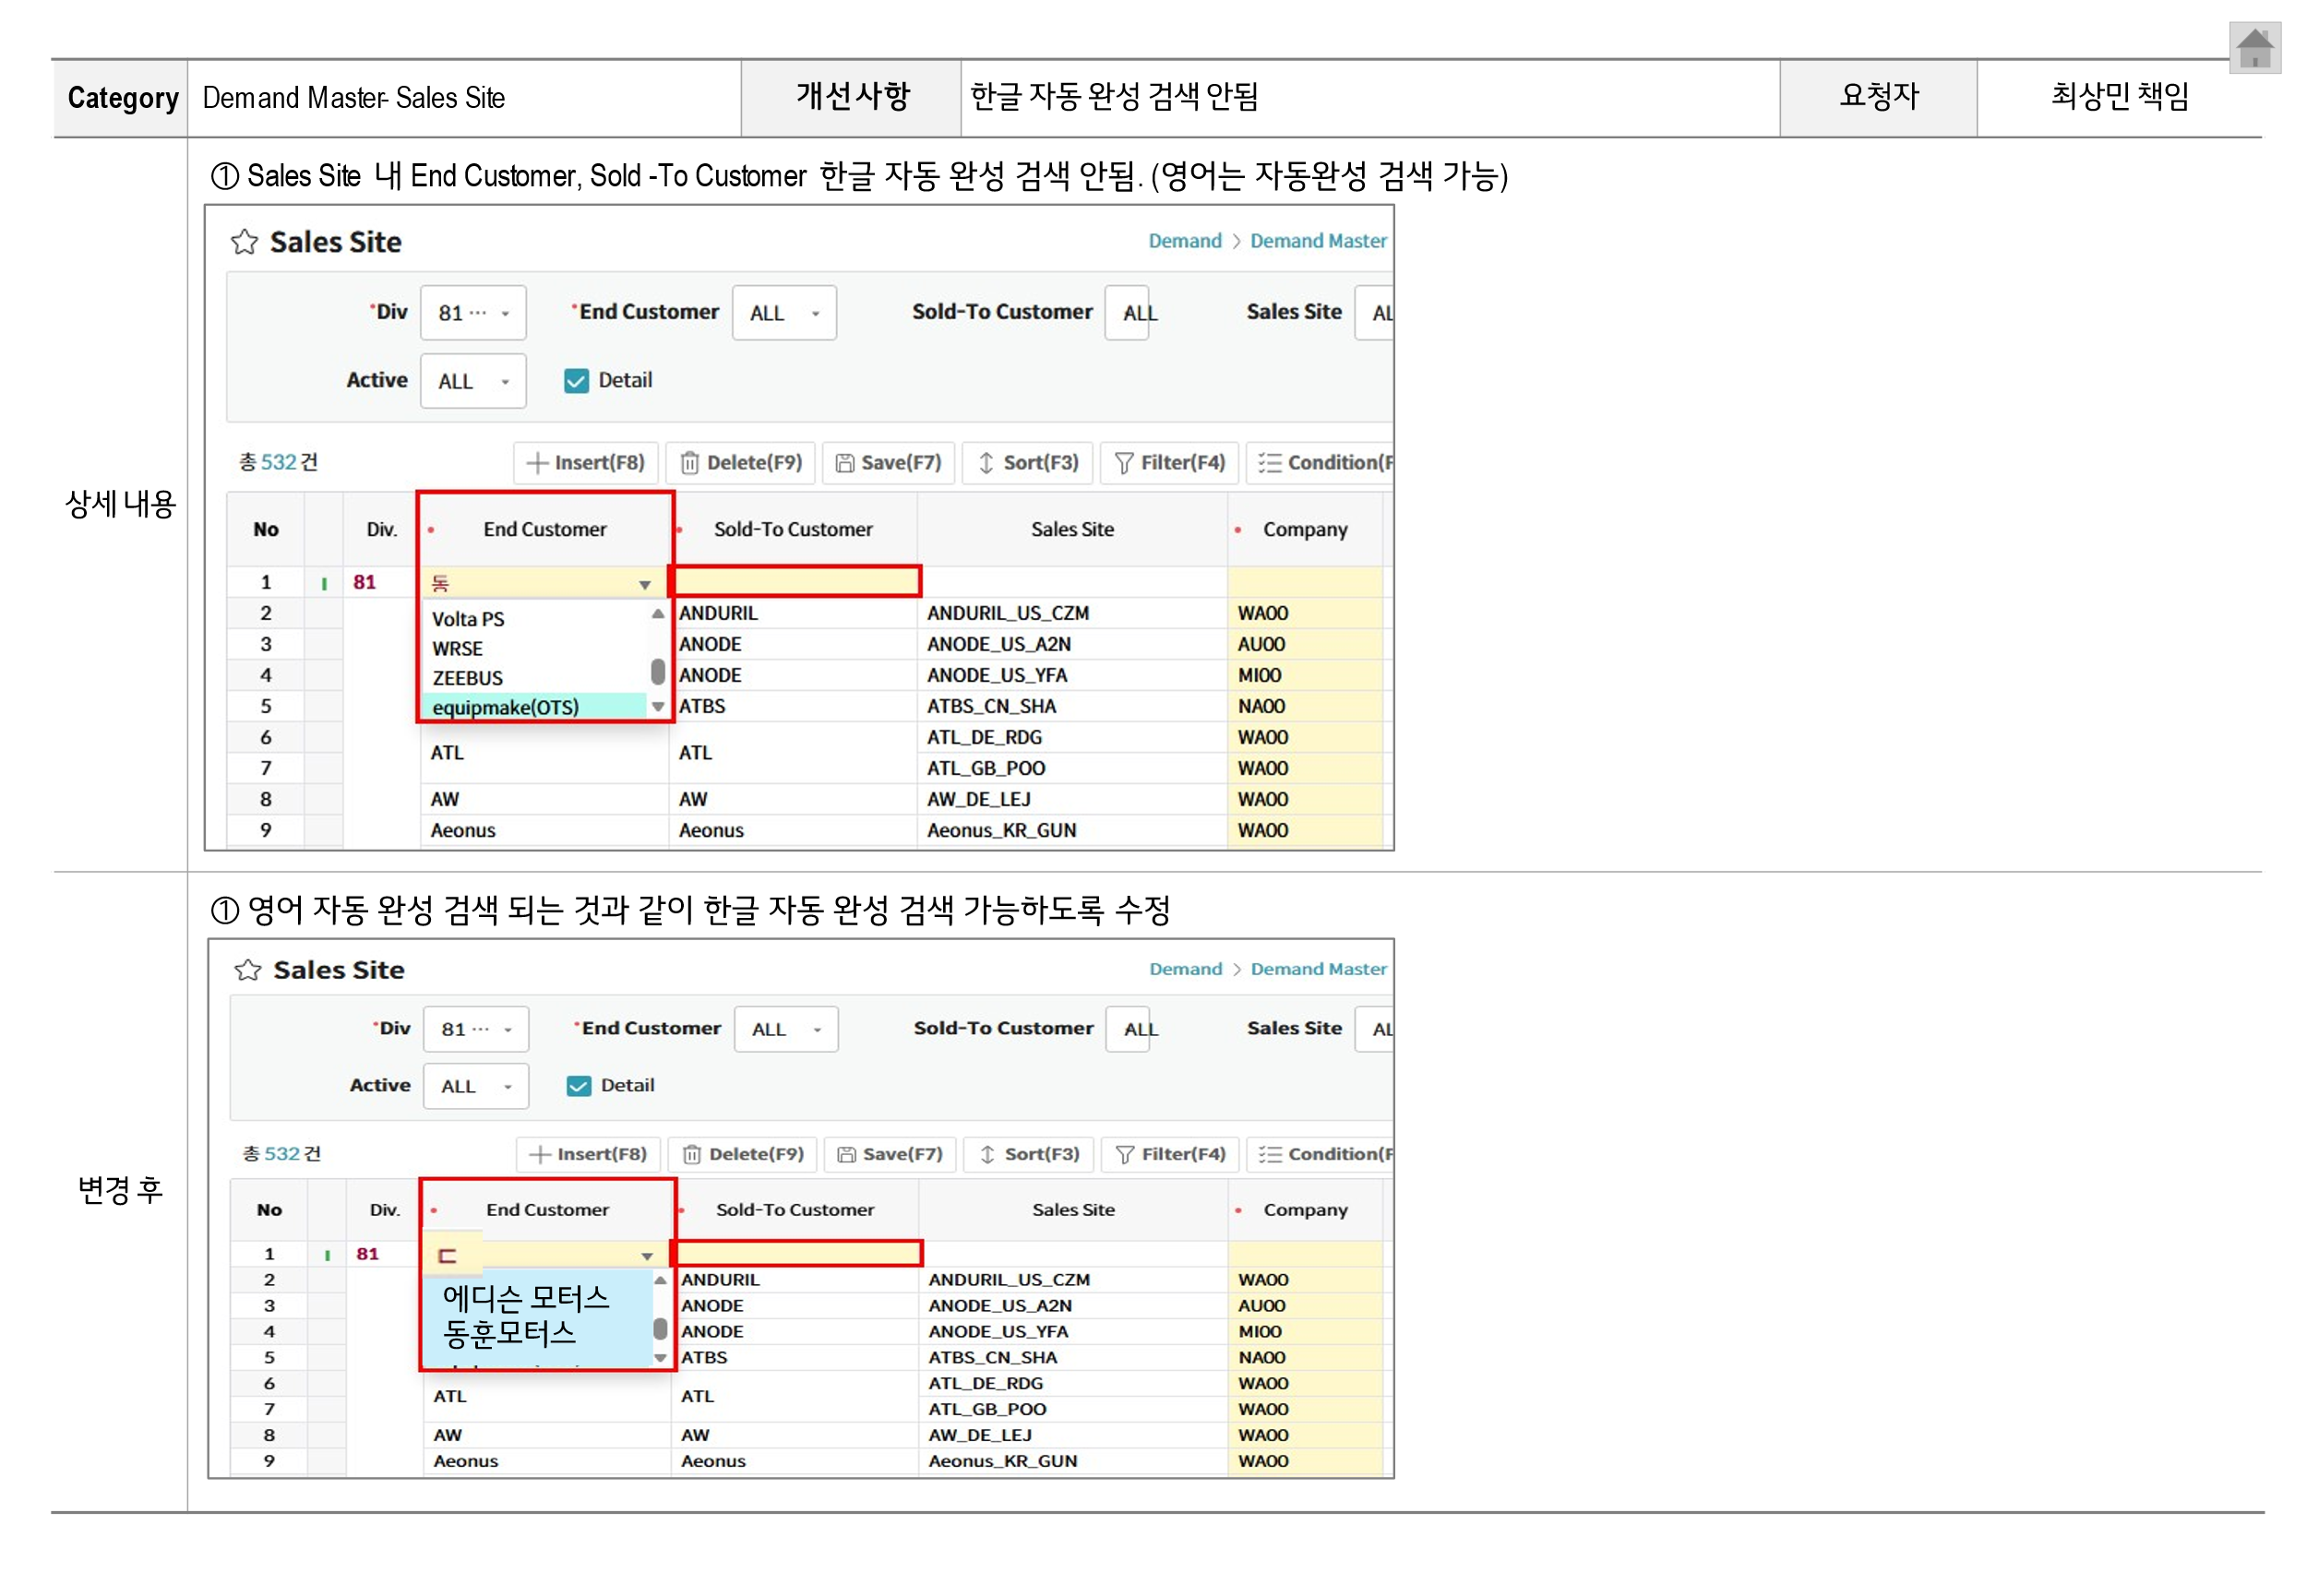 Category Demand Master- Sales Site 개선사항 한글 자동 완성 검색 안됨 요청자 최상민 책임
상세 내용
① Sales Site 내 End Customer, Sold -To Customer 한글 자동 완성 검색 안됨. (영어는 자동완성 검색 가능)
Sales Site Demand > Demand Master
*Div 81 ··· *End Customer ALL Sold-To Customer ALL Sales Site AL
Active ALL Detail
총 532 건 Insert(F8) Delete(F9) Save(F7) Sort(F3) Filter(F4) Condition(F
No Div. End Customer Sold-To Customer Sales Site Company
1 I 81 동
2 Volta PS ANDURIL ANDURIL_US_CZM WA00
3 WRSE ANODE ANODE_US_A2N AU00
4 ZEEBUS ANODE ANODE_US_YFA MI00
5 equipmake(OTS) ATBS ATBS_CN_SHA NA00
6 ATL ATL ATL_DE_RDG WA00
7 ATL_GB_POO WA00
8 AW AW AW_DE_LEJ WA00
9 Aeonus Aeonus Aeonus_KR_GUN WA00
변경 후
① 영어 자동 완성 검색 되는 것과 같이 한글 자동 완성 검색 가능하도록 수정
Sales Site Demand > Demand Master
*Div 81 ··· *End Customer ALL Sold-To Customer ALL Sales Site AL
Active ALL Detail
총 532 건 Insert(F8) Delete(F9) Save(F7) Sort(F3) Filter(F4) Condition(F
No Div. End Customer Sold-To Customer Sales Site Company
1 I 81 ㄷ
2 에디슨 모터스 ANDURIL ANDURIL_US_CZM WA00
3 ANODE ANODE_US_A2N AU00
4 동훈모터스 ANODE ANODE_US_YFA MI00
5 ATBS ATBS_CN_SHA NA00
6 ATL ATL ATL_DE_RDG WA00
7 ATL_GB_POO WA00
8 AW AW AW_DE_LEJ WA00
9 Aeonus Aeonus Aeonus_KR_GUN WA00